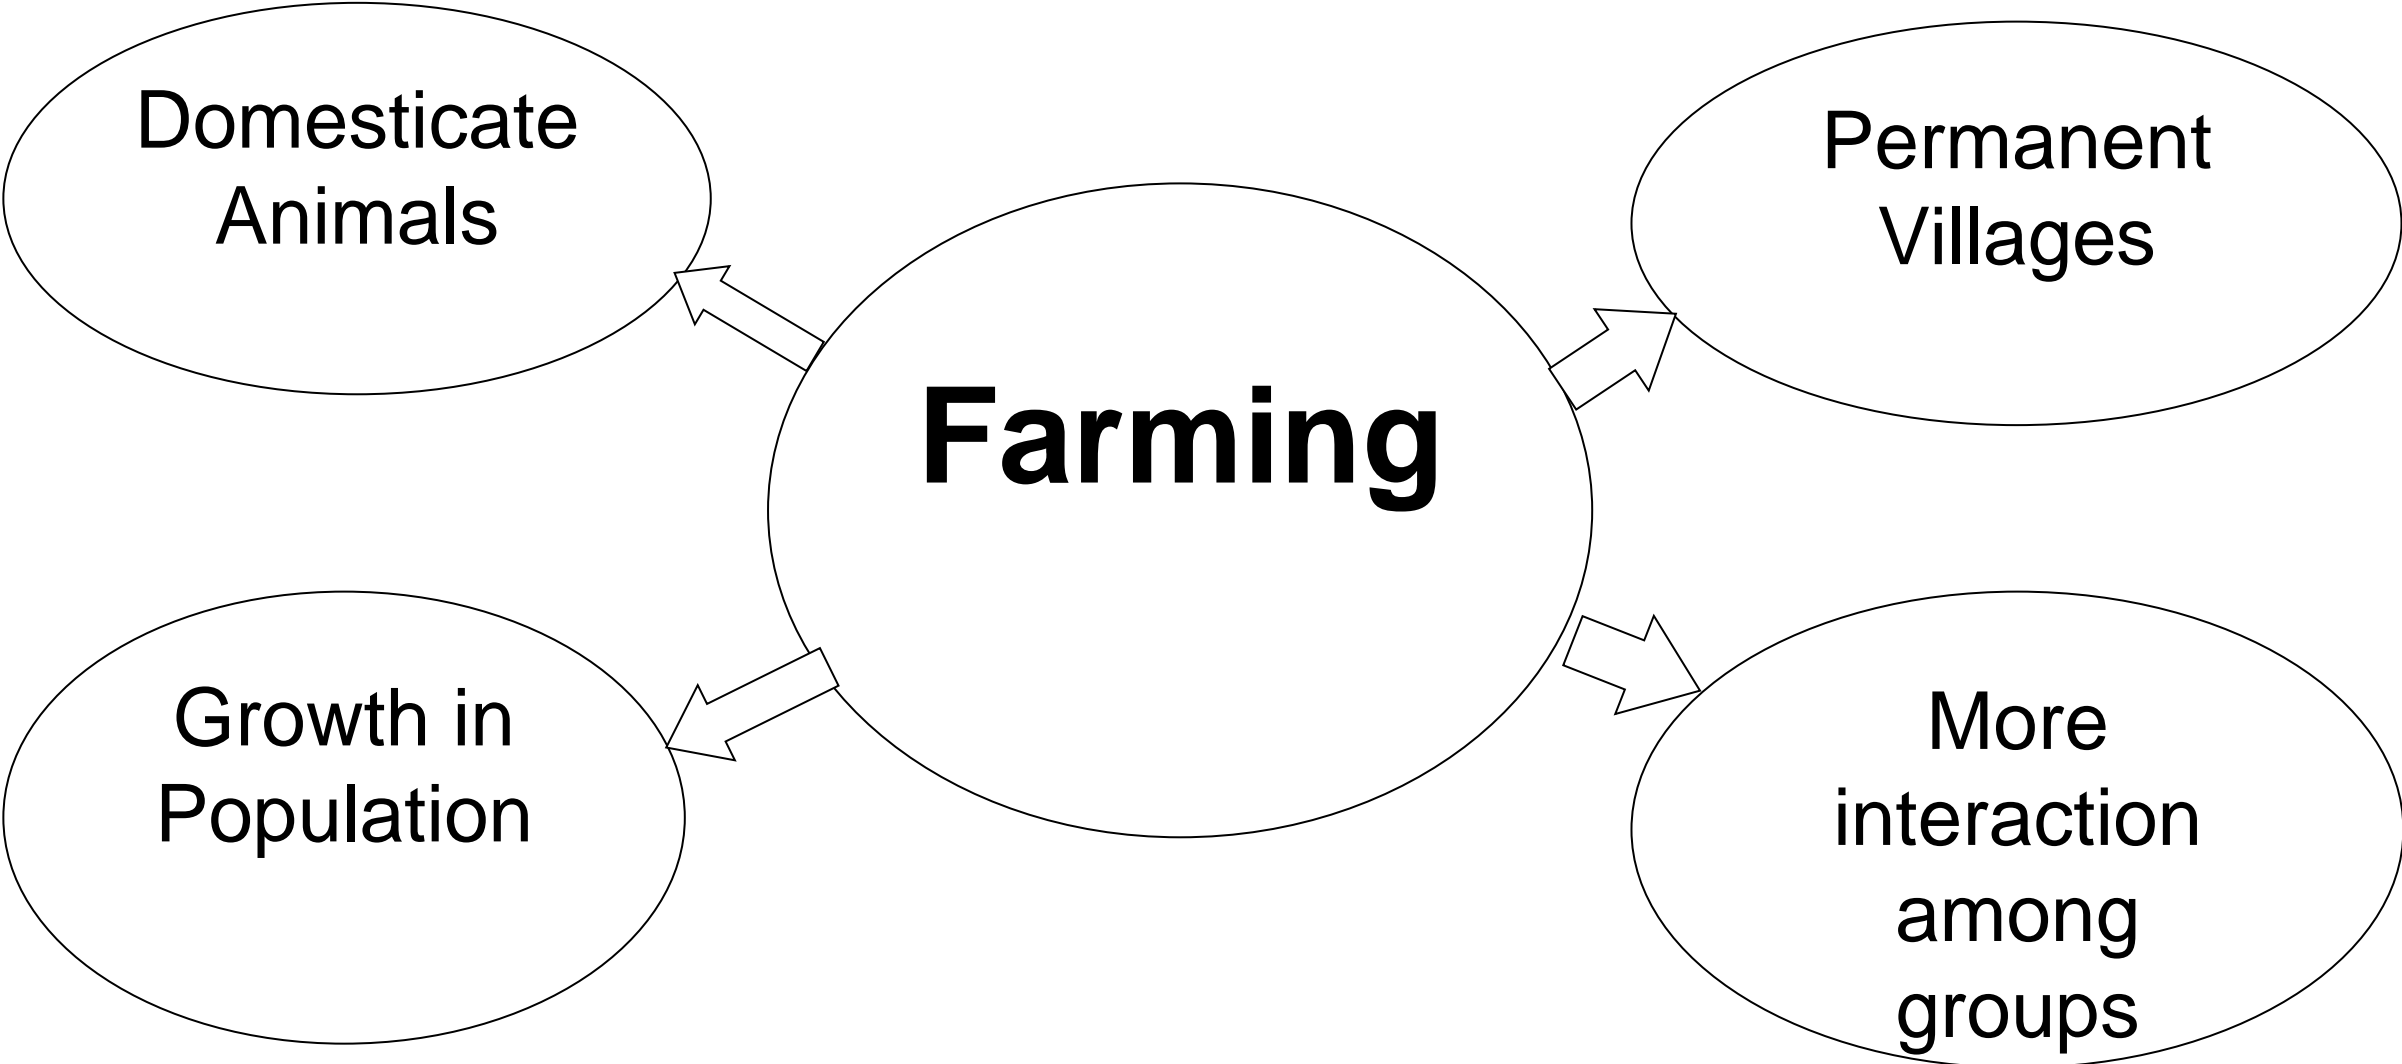 Domesticate
Animals
Permanent
Villages
Farming
Growth in
Population
More
interaction
among
groups